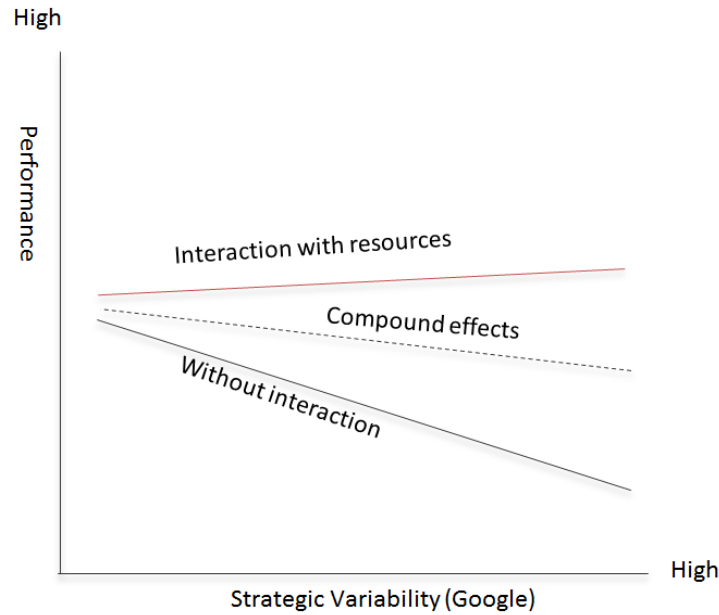 High
Performance
Interaction with resources
Compound effects
Without interaction
High
Strategic Variability (Google)